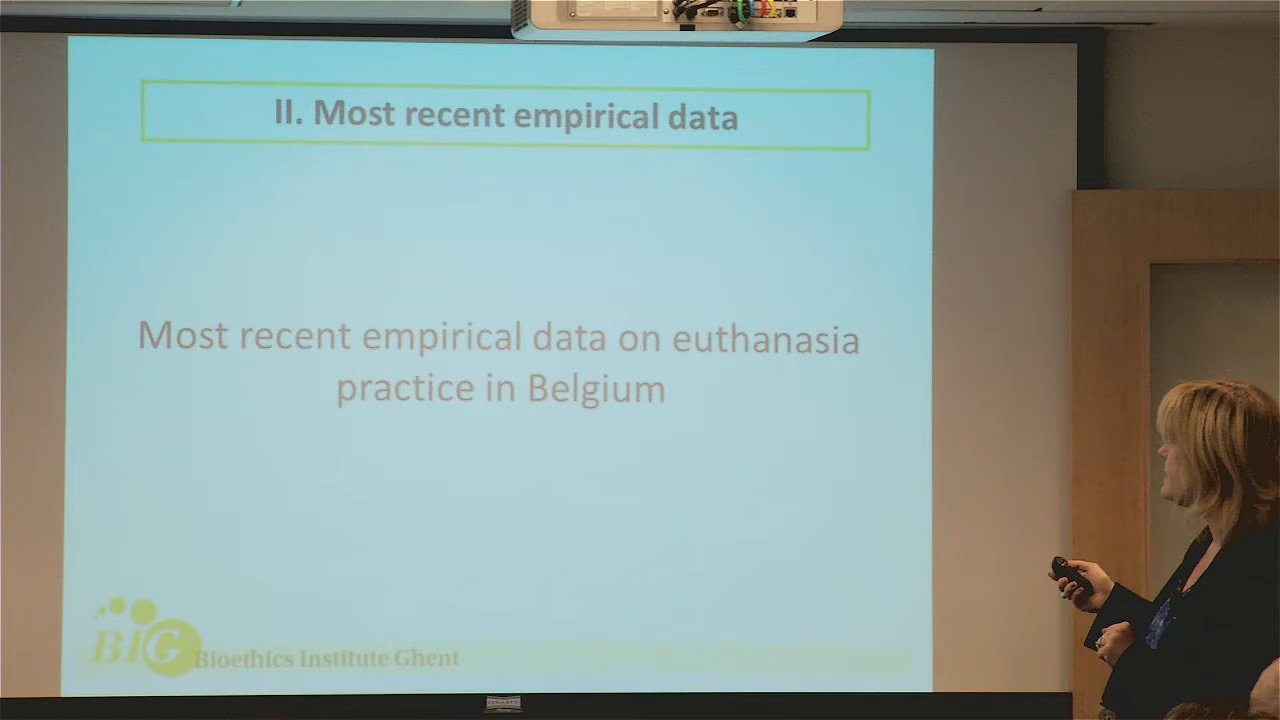 II. Most recent empirical data
Most recent empirical data on euthanasia
practice in Belgium
BIG
Bioethics Institute Ghent